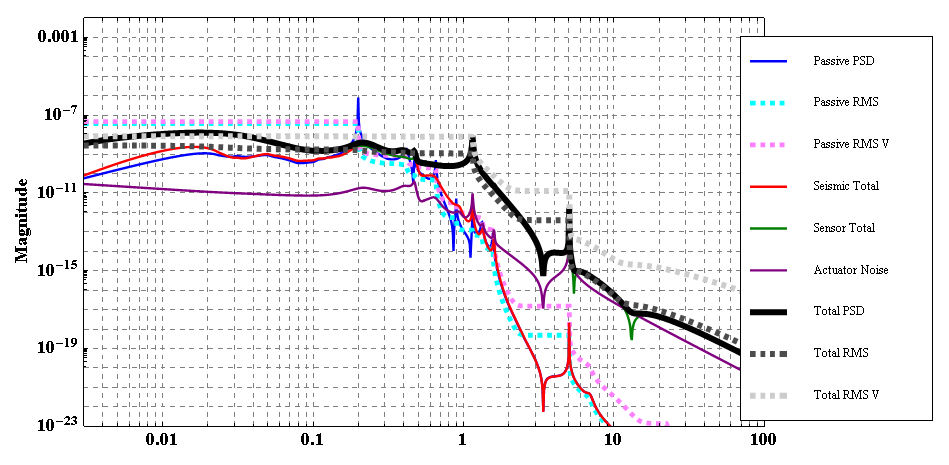 0.001
10−7
10−11
10−15
10−19
10−23
Magnitude
0.01
0.1
1
10
100
Passive PSD
Passive RMS
Passive RMS V
Seismic Total
Sensor Total
Actuator Noise
Total PSD
Total RMS
Total RMS V